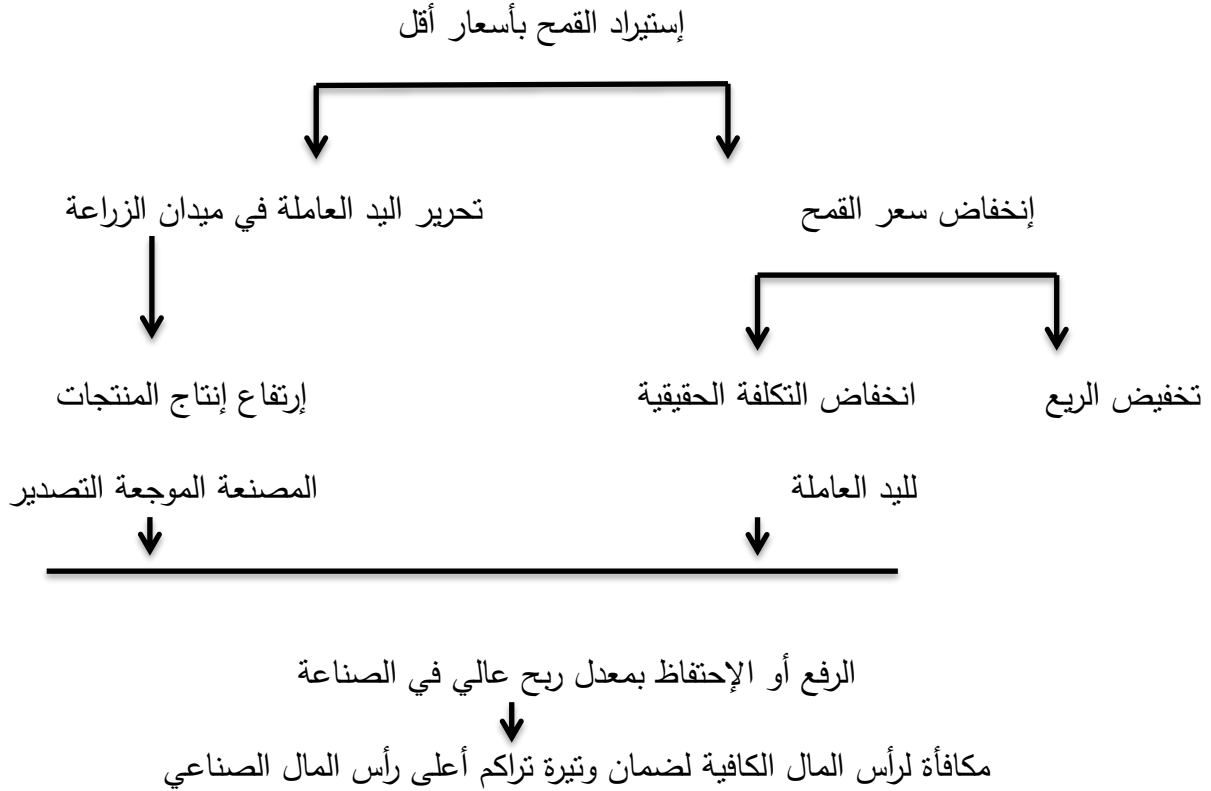 إستيراد القمح بأسعار أقل
إنخفاض سعر القمح
تحرير اليد العاملة في ميدان الزراعة
تخفيض الريع
انخفاض التكلفة الحقيقية
لليد العاملة
إرتفاع إنتاج المنتجات
المصنعة الموجعة التصدير
الرفع أو الإحتفاظ بمعدل ربح عالي في الصناعة
مكافأة لرأس المال الكافية لضمان وتيرة تراكم أعلى رأس المال الصناعي